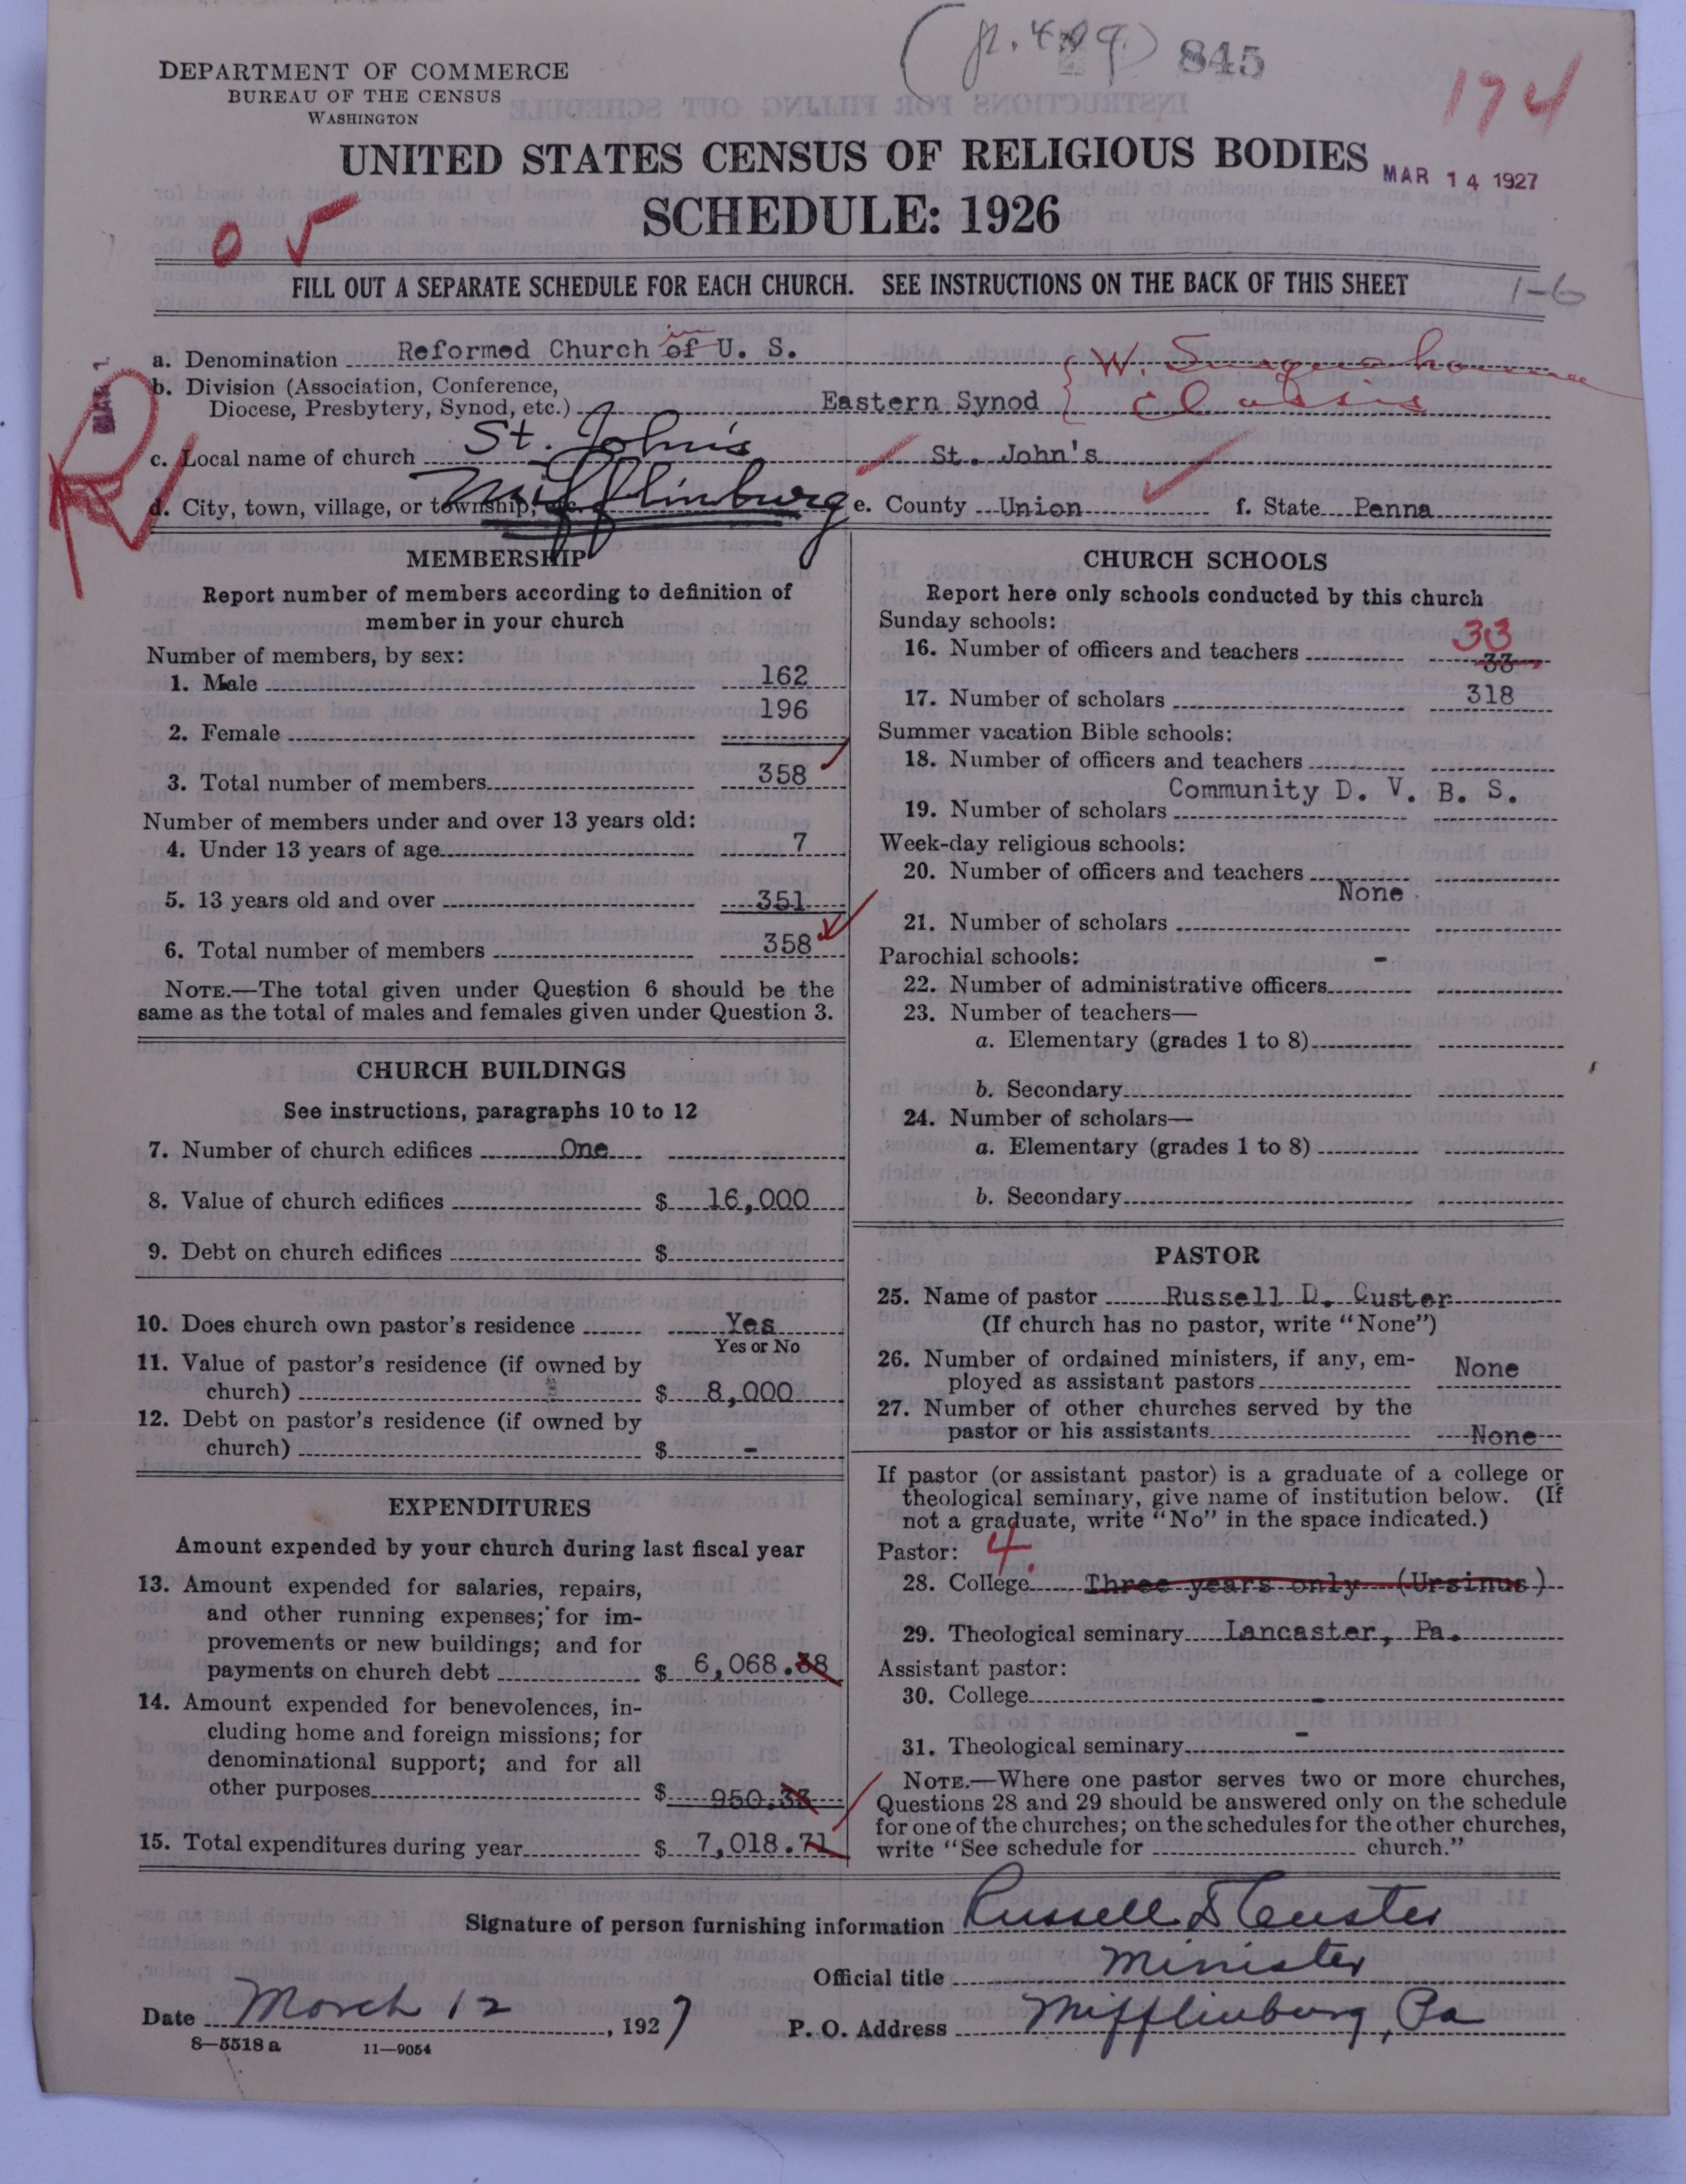 (p. 409) 845
174
DEPARTMENT OF COMMERCE
BUREAU OF THE CENSUS
WASHINGTON
UNITED STATES CENSUS OF RELIGIOUS BODIES
MAR 14 1927
SCHEDULE: 1926
FILL OUT A SEPARATE SCHEDULE FOR EACH CHURCH. SEE INSTRUCTIONS ON THE BACK OF THIS SHEET
1-6
a. Denomination Reformed Church of in U. S.
W. Susquehanna
b. Division (Association, Conference,
Diocese, Presbytery, Synod, etc.) Eastern Synod Classis
c. Local name of church St. John's St. John's
d. City, town, village, or township, etc. Mifflinburg e. County Union f. State Penna
MEMBERSHIP
Report number of members according to definition of
member in your church
Number of members, by sex:
1. Male 162
2. Female 196
3. Total number of members 358
Number of members under and over 13 years old:
4. Under 13 years of age 7
5. 13 years old and over 351
6. Total number of members 358
NOTE.—The total given under Question 6 should be the
same as the total of males and females given under Question 3.
CHURCH BUILDINGS
See instructions, paragraphs 10 to 12
7. Number of church edifices One
8. Value of church edifices $ 16,000
9. Debt on church edifices $
10. Does church own pastor's residence Yes
Yes or No
11. Value of pastor's residence (if owned by
church) $ 8,000
12. Debt on pastor's residence (if owned by
church) $ -
EXPENDITURES
Amount expended by your church during last fiscal year
13. Amount expended for salaries, repairs,
and other running expenses; for im-
provements or new buildings; and for
payments on church debt $ 6,068.38
14. Amount expended for benevolences, in-
cluding home and foreign missions; for
denominational support; and for all
other purposes $ 950.33
15. Total expenditures during year $ 7,018.71
CHURCH SCHOOLS
Report here only schools conducted by this church
Sunday schools:
33
16. Number of officers and teachers 33
17. Number of scholars 318
Summer vacation Bible schools:
18. Number of officers and teachers
Community D. V. B. S.
19. Number of scholars
Week-day religious schools:
20. Number of officers and teachers
None
21. Number of scholars
Parochial schools: -
22. Number of administrative officers
23. Number of teachers—
a. Elementary (grades 1 to 8)
b. Secondary
24. Number of scholars—
a. Elementary (grades 1 to 8)
b. Secondary
PASTOR
25. Name of pastor Russell D. Custer
(If church has no pastor, write "None")
26. Number of ordained ministers, if any, em-
ployed as assistant pastors None
27. Number of other churches served by the
pastor or his assistants None
If pastor (or assistant pastor) is a graduate of a college or
theological seminary, give name of institution below. (If
not a graduate, write "No" in the space indicated.)
Pastor: 4
28. College Three years only (Ursinus)
29. Theological seminary Lancaster, Pa.
Assistant pastor:
30. College -
31. Theological seminary -
NOTE.—Where one pastor serves two or more churches,
Questions 28 and 29 should be answered only on the schedule
for one of the churches; on the schedules for the other churches,
write "See schedule for church."
Signature of person furnishing information Russell D Custer
Official title Minister
Date March 12, 1927 P. O. Address Mifflinburg, Pa
8—5518 a 11—9054